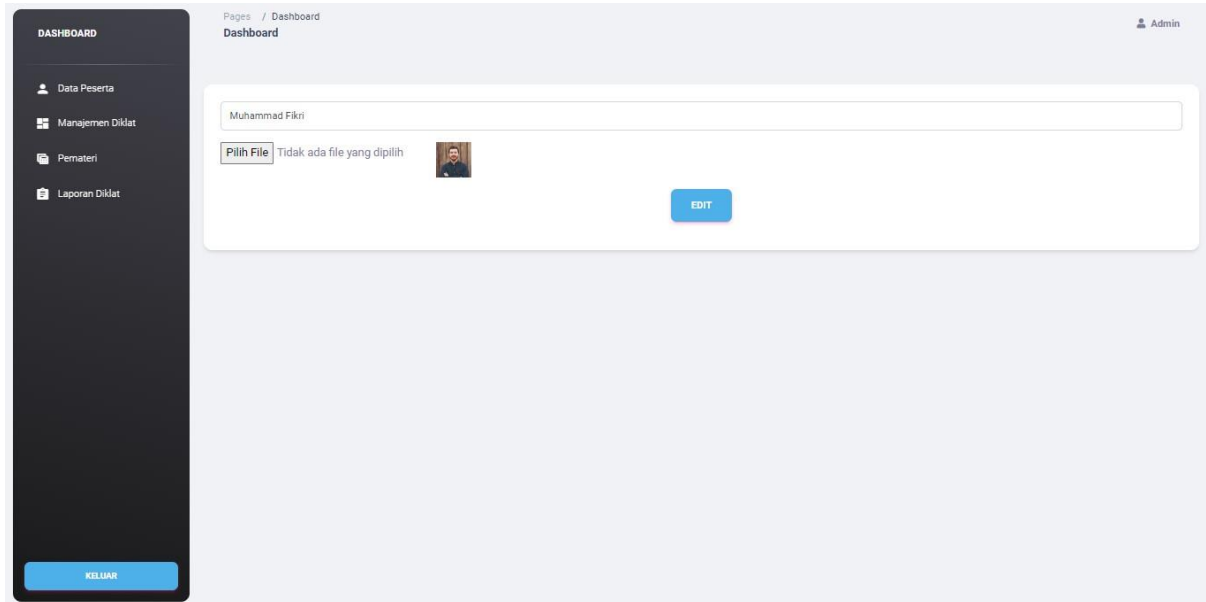 DASHBOARD
Data Peserta
Manajemen Diklat
Pemateri
Laporan Diklat
KELUAR
Pages / Dashboard
Dashboard
Admin
Muhammad Fikri
Pilih File Tidak ada file yang dipilih
EDIT